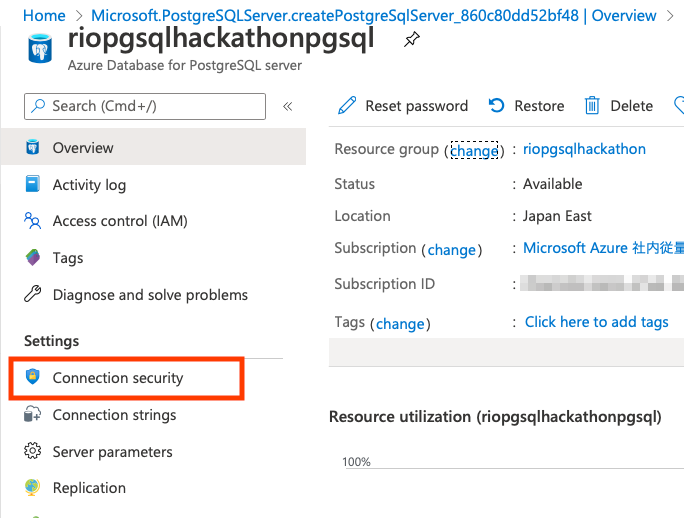 Home > Microsoft.PostgreSQLServer.createPostgreSqlServer_860c80dd52bf48 | Overview >
riopgsqlhackathonpgsql
Azure Database for PostgreSQL server
Search (Cmd+/)
«
Reset password
Restore
Delete
Overview
Activity log
Access control (IAM)
Tags
Diagnose and solve problems
Settings
Connection security
Connection strings
Server parameters
Replication
Resource group (change) : riopgsqlhackathon
Status : Available
Location : Japan East
Subscription (change) : Microsoft Azure 社内従量
Subscription ID :
Tags (change) : Click here to add tags
Resource utilization (riopgsqlhackathonpgsql)
100%